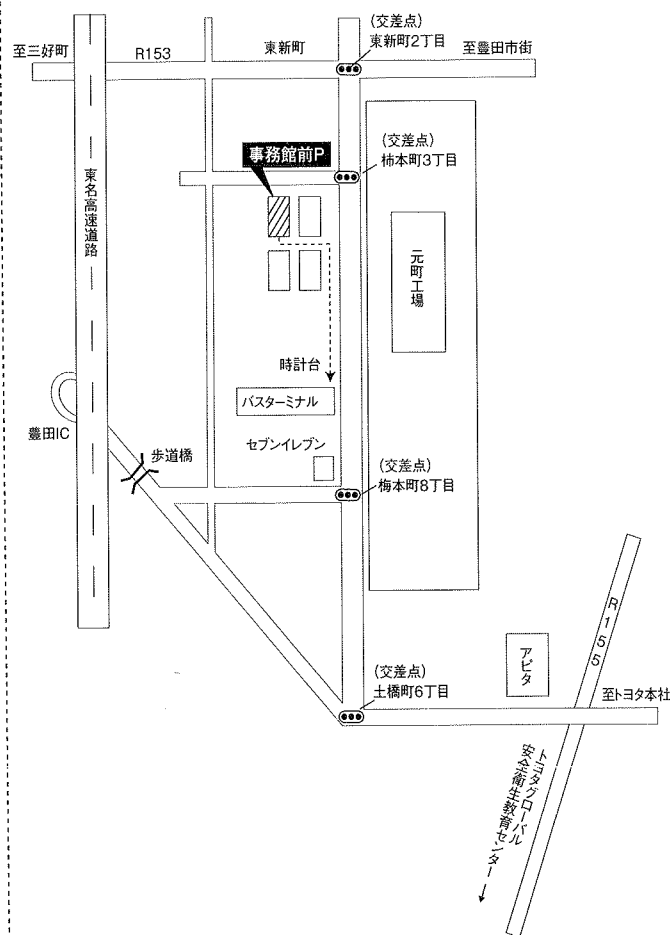 (交差点)
東新町2丁目
至三好町
R153
東新町
至豊田市街
(交差点)
柿本町3丁目
事務館前P
東名高速道路
元町工場
時計台
バスターミナル
豊田IC
セブンイレブン
歩道橋
(交差点)
梅本町8丁目
R155
アピタ
(交差点)
土橋町6丁目
至トヨタ本社
トヨタグローバル
安全衛生教育センター